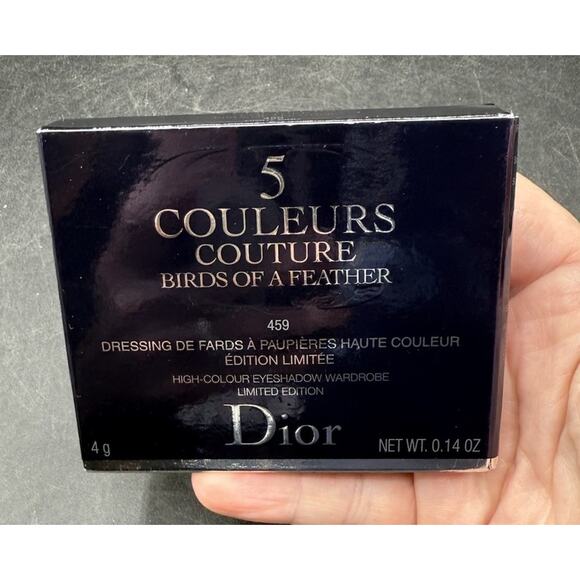 5
COULEURS
COUTURE
BIRDS OF A FEATHER
459
DRESSING DE FARDS À PAUPIÈRES HAUTE COULEUR
ÉDITION LIMITÉE
HIGH-COLOUR EYESHADOW WARDROBE
LIMITED EDITION
Dior
4 g
NET WT. 0.14 OZ